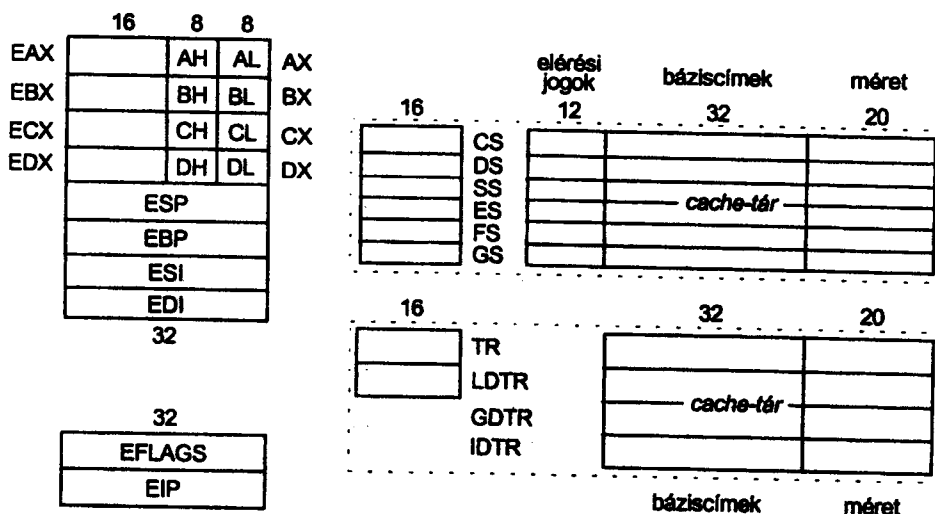 16 8 8
EAX AH AL AX
EBX BH BL BX
ECX CH CL CX
EDX DH DL DX
ESP
EBP
ESI
EDI
32
32
EFLAGS
EIP
elérési
jogok
báziscímek
méret
16 12 32 20
CS
DS
SS
ES
FS
GS
cache-tár
16 32 20
TR
LDTR
GDTR
IDTR
cache-tár
báziscímek méret